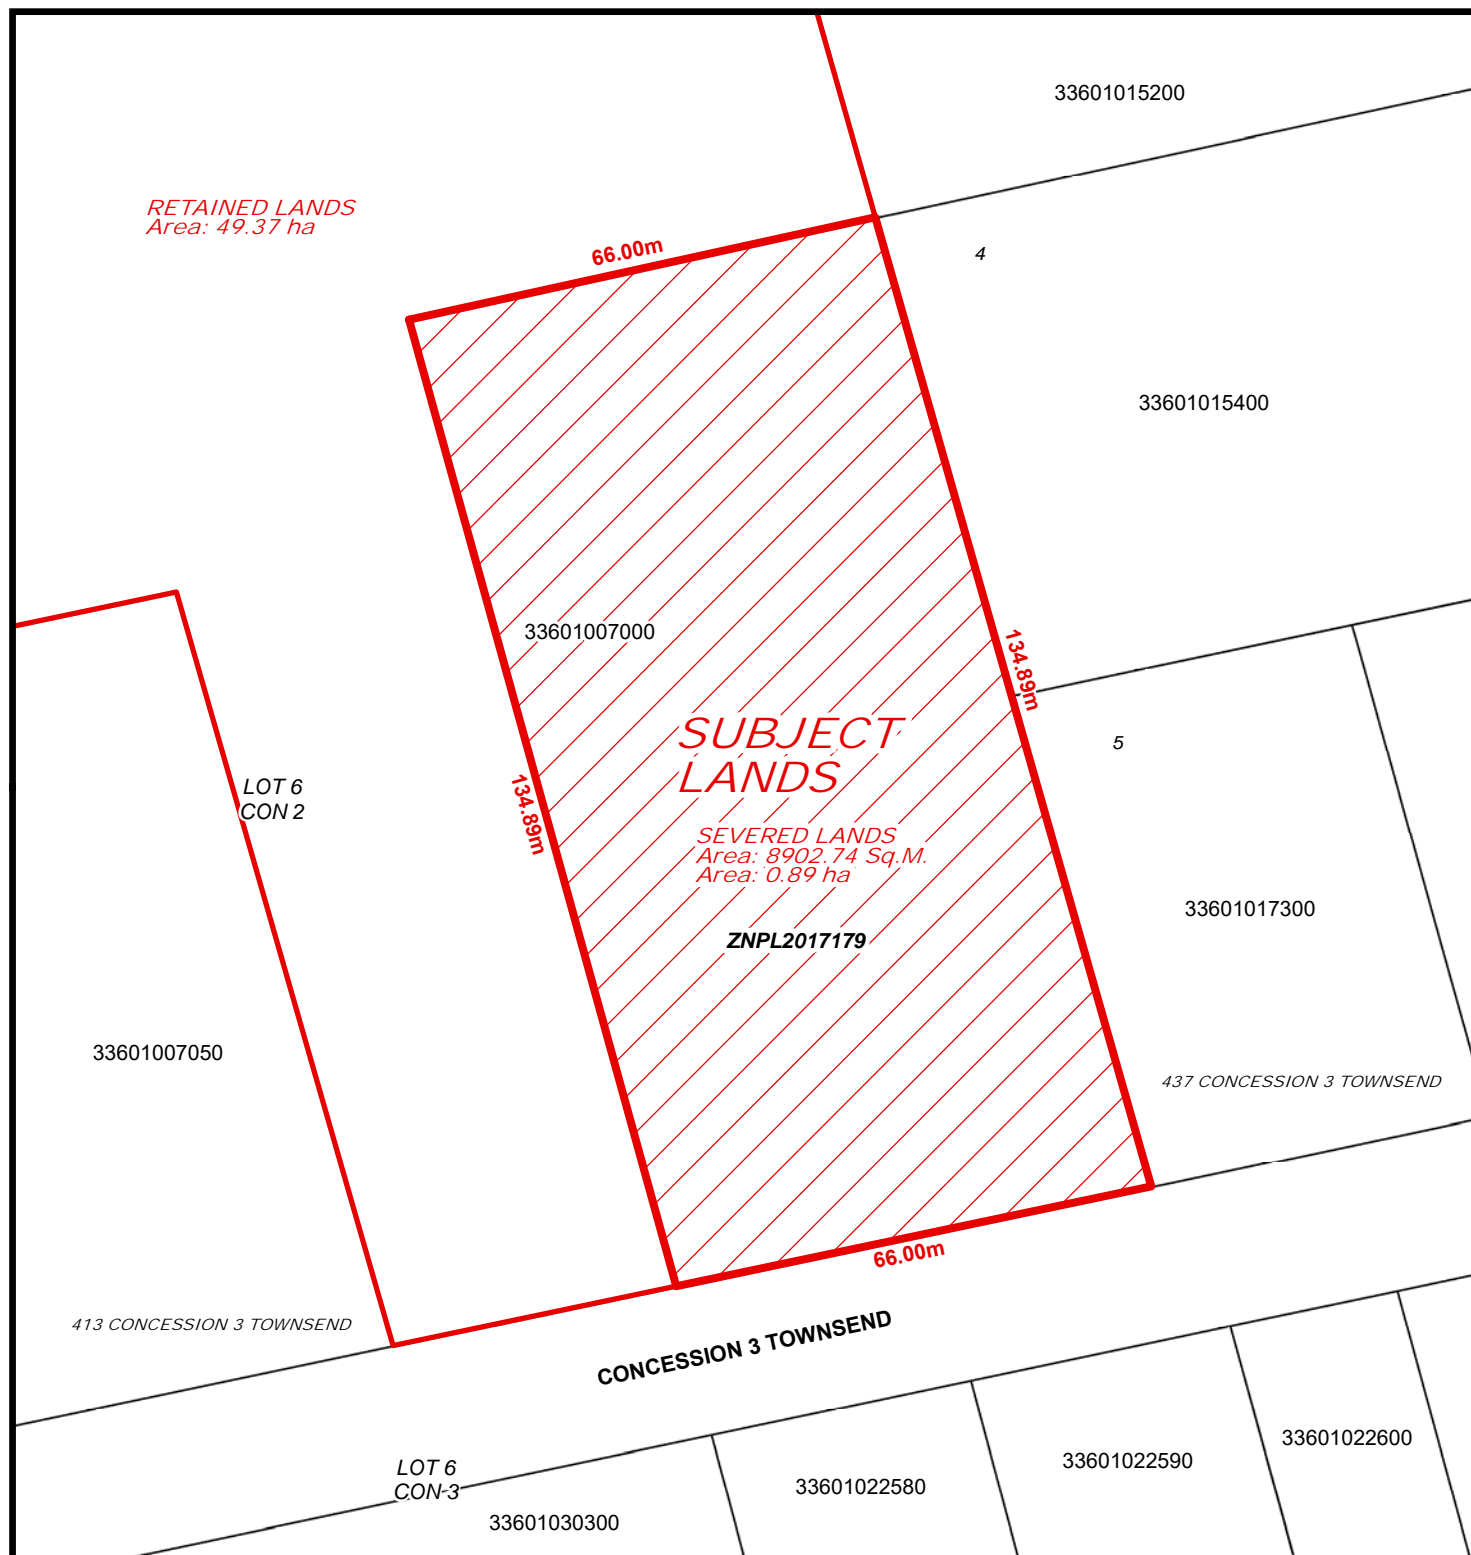 33601015200
RETAINED LANDS
Area: 49.37 ha
66.00m
4
33601015400
33601007000
134.89m
SUBJECT
LANDS
5
LOT 6
CON 2
134.89m
SEVERED LANDS
Area: 8902.74 Sq.M.
Area: 0.89 ha
33601017300
ZNPL2017179
33601007050
437 CONCESSION 3 TOWNSEND
66.00m
413 CONCESSION 3 TOWNSEND
CONCESSION 3 TOWNSEND
33601022600
33601022590
LOT 6
CON 3
33601022580
33601030300